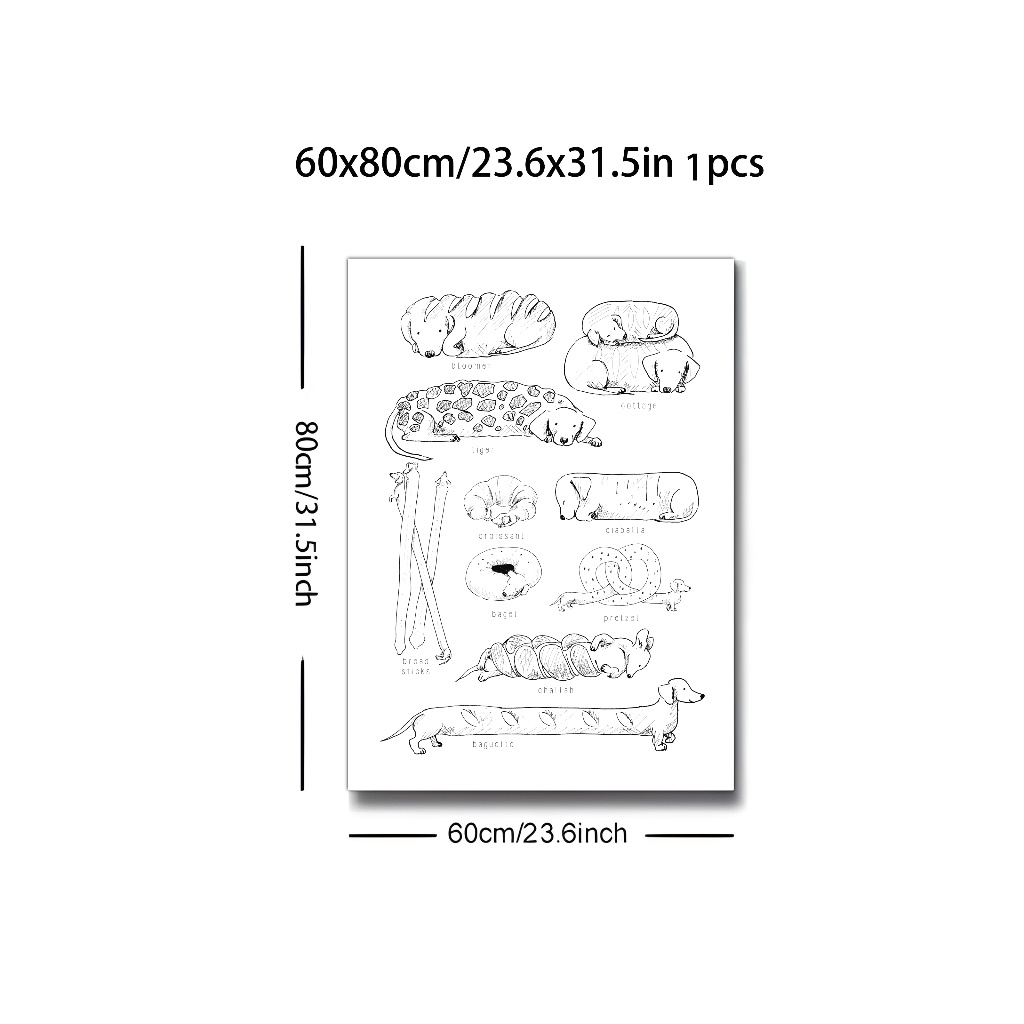 60x80cm/23.6x31.5in 1pcs
80cm/31.5inch
bloomer
cottage
tiger
croissant
ciabatta
bagel
pretzel
bread
sticks
challah
baguette
60cm/23.6inch